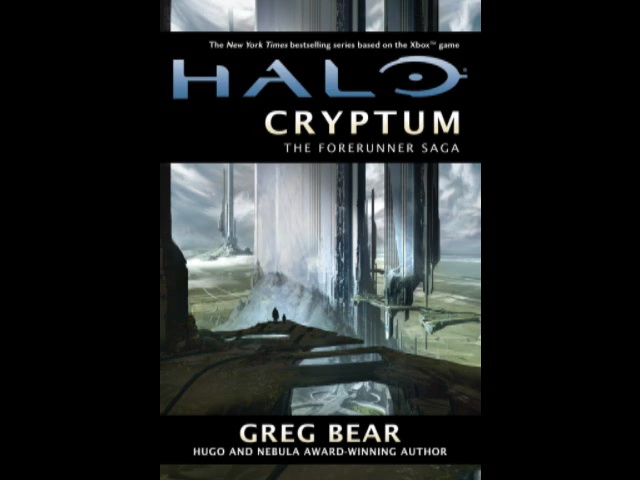 The New York Times bestselling series based on the Xbox™ game
HALO®
CRYPTUM
THE FORERUNNER SAGA
GREG BEAR
HUGO AND NEBULA AWARD-WINNING AUTHOR